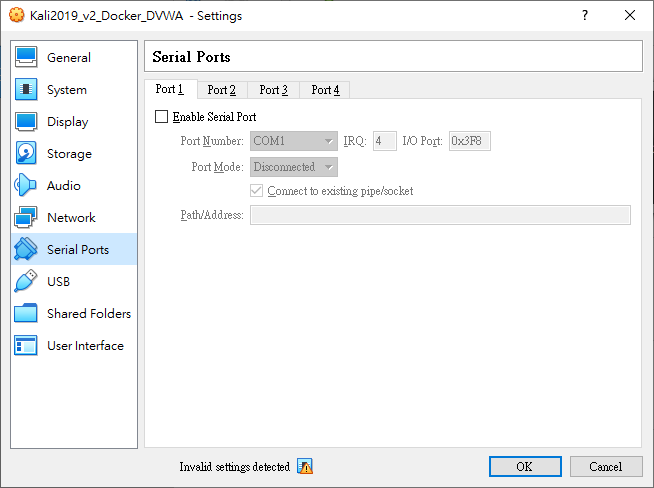 Kali2019_v2_Docker_DVWA - Settings
?
General
System
Display
Storage
Audio
Network
Serial Ports
USB
Shared Folders
User Interface
Serial Ports
Port 1 Port 2 Port 3 Port 4
Enable Serial Port
Port Number: COM1 IRQ: 4 I/O Port: 0x3F8
Port Mode: Disconnected
Connect to existing pipe/socket
Path/Address:
Invalid settings detected
OK Cancel